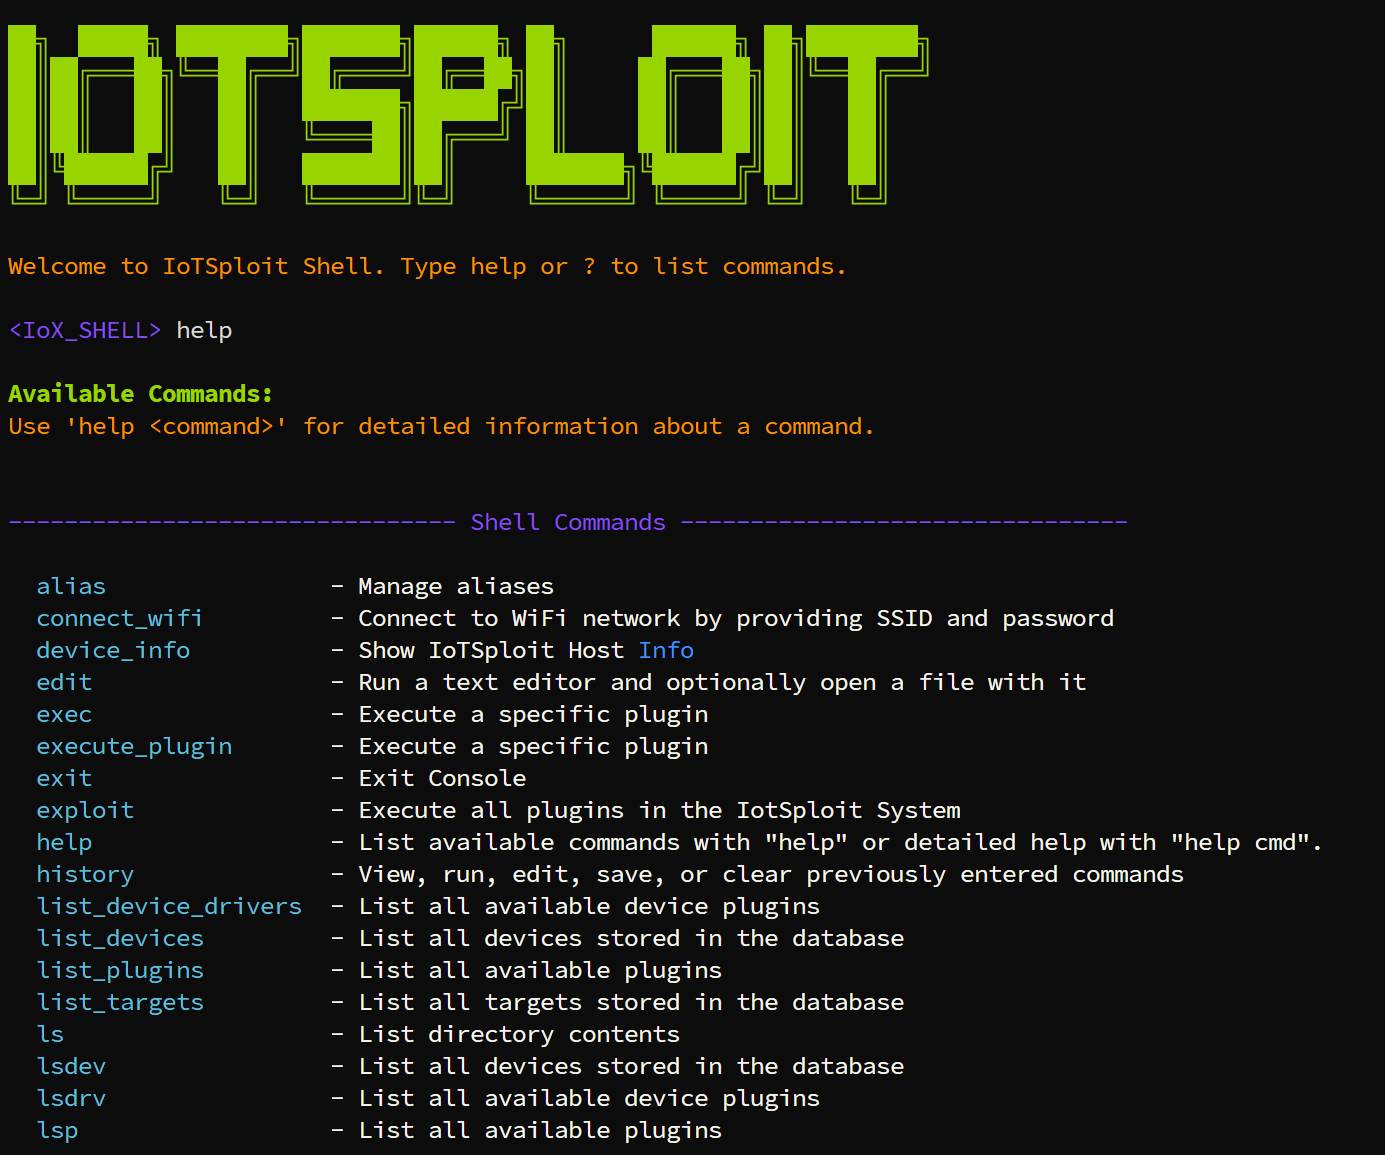 IOTSPLOIT
Welcome to IoTSploit Shell. Type help or ? to list commands.
<IoX_SHELL> help
Available Commands:
Use 'help <command>' for detailed information about a command.
-------------------------------- Shell Commands --------------------------------
alias - Manage aliases
connect_wifi - Connect to WiFi network by providing SSID and password
device_info - Show IoTSploit Host Info
edit - Run a text editor and optionally open a file with it
exec - Execute a specific plugin
execute_plugin - Execute a specific plugin
exit - Exit Console
exploit - Execute all plugins in the IotSploit System
help - List available commands with "help" or detailed help with "help cmd".
history - View, run, edit, save, or clear previously entered commands
list_device_drivers - List all available device plugins
list_devices - List all devices stored in the database
list_plugins - List all available plugins
list_targets - List all targets stored in the database
ls - List directory contents
lsdev - List all devices stored in the database
lsdrv - List all available device plugins
lsp - List all available plugins